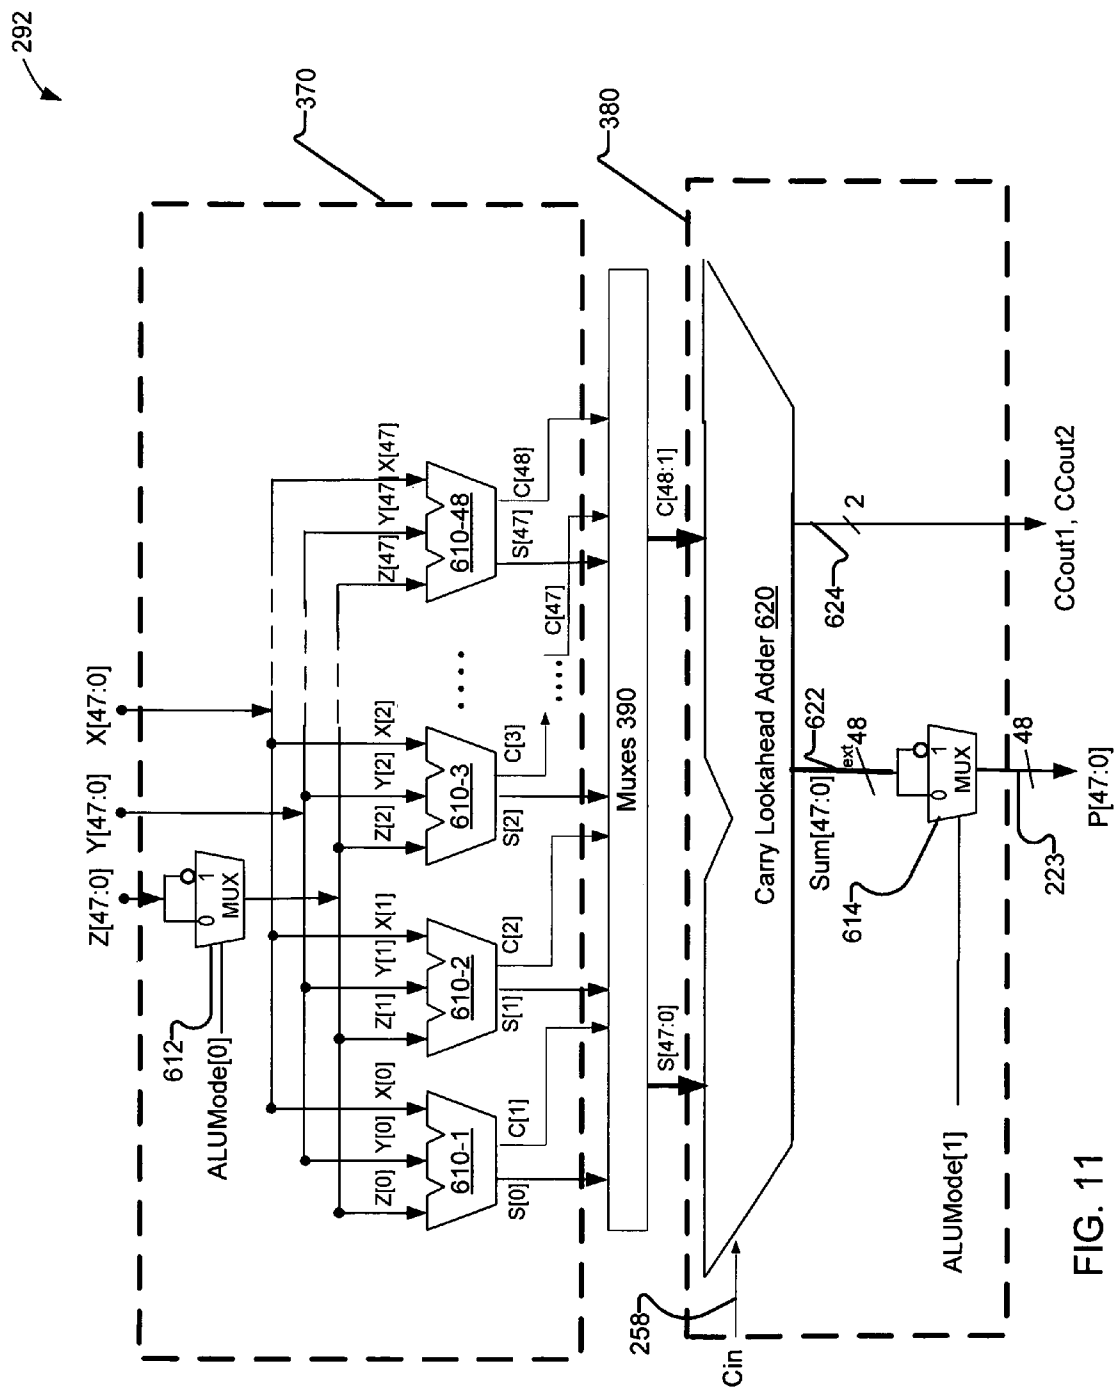 292
370
380
Z[47:0]
Y[47:0]
X[47:0]
0
1
MUX
612
ALUMode[0]
Z[0]
Y[0]
X[0]
610-1
S[0]
C[1]
Z[1]
Y[1]
X[1]
610-2
S[1]
C[2]
Z[2]
Y[2]
X[2]
610-3
S[2]
C[3]
Z[47]
Y[47]
X[47]
610-48
S[47]
C[48]
C[47]
Muxes 390
S[47:0]
C[48:1]
Cin
258
Carry Lookahead Adder 620
622
Sum[47:0]ext
48
624
2
0
1
MUX
614
ALUMode[1]
48
223
P[47:0]
CCout1, CCout2
FIG. 11